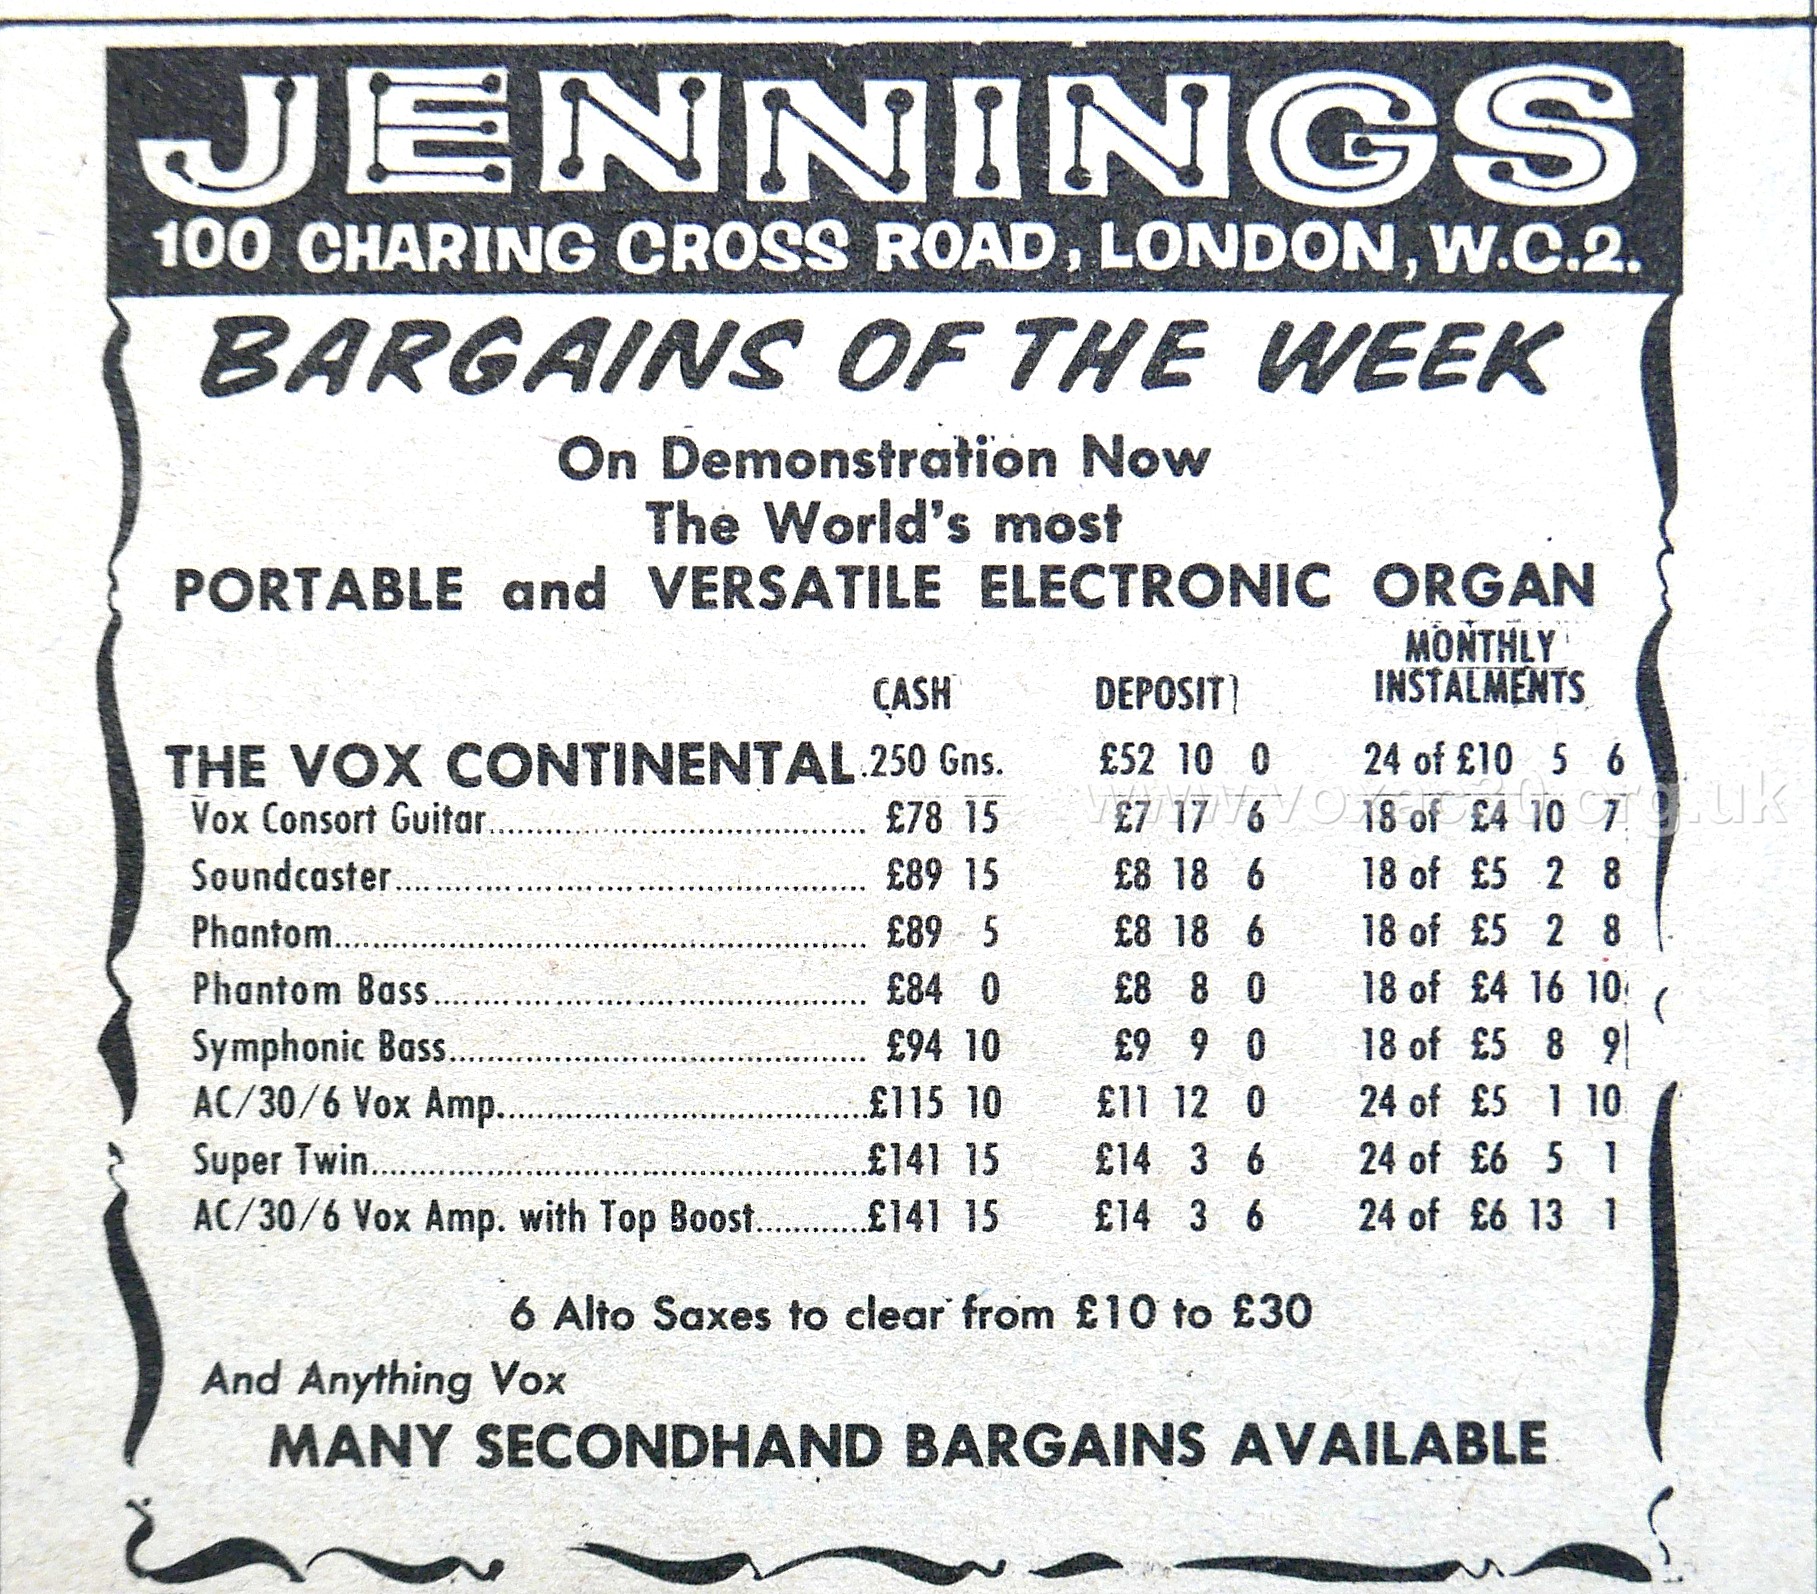 JENNINGS
100 CHARING CROSS ROAD, LONDON, W.C.2.
BARGAINS OF THE WEEK
On Demonstration Now
The World's most
PORTABLE and VERSATILE ELECTRONIC ORGAN
CASH DEPOSIT MONTHLY INSTALMENTS
THE VOX CONTINENTAL. 250 Gns. £52 10 0 24 of £10 5 6
Vox Consort Guitar £78 15 £7 17 6 18 of £4 10 7
Soundcaster £89 15 £8 18 6 18 of £5 2 8
Phantom £89 5 £8 18 6 18 of £5 2 8
Phantom Bass £84 0 £8 8 0 18 of £4 16 10
Symphonic Bass £94 10 £9 9 0 18 of £5 8 9
AC/30/6 Vox Amp. £115 10 £11 12 0 24 of £5 1 10
Super Twin £141 15 £14 3 6 24 of £6 5 1
AC/30/6 Vox Amp. with Top Boost £141 15 £14 3 6 24 of £6 13 1
6 Alto Saxes to clear from £10 to £30
And Anything Vox
MANY SECONDHAND BARGAINS AVAILABLE
www.voxac30.org.uk